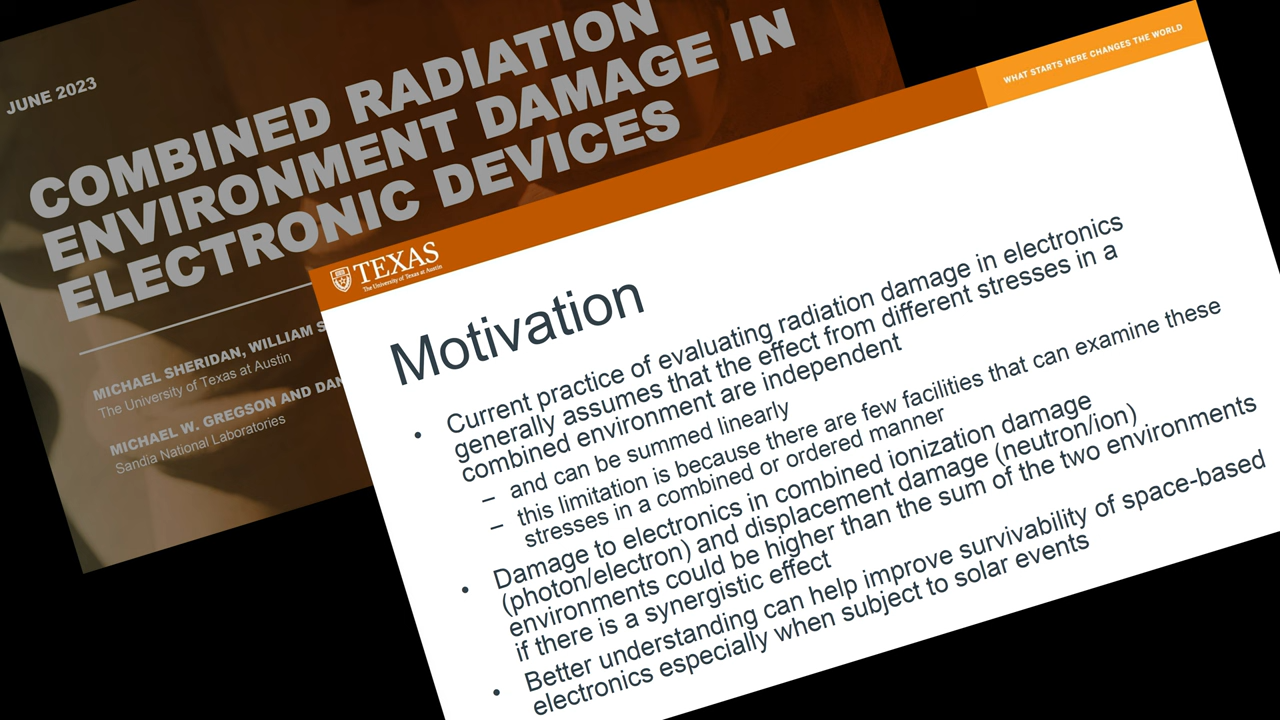 JUNE 2023
COMBINED RADIATION
ENVIRONMENT DAMAGE IN
ELECTRONIC DEVICES
MICHAEL SHERIDAN, WILLIAM S
The University of Texas at Austin
MICHAEL W. GREGSON AND DAN
Sandia National Laboratories
WHAT STARTS HERE CHANGES THE WORLD
TEXAS
The University of Texas at Austin
Motivation
• Current practice of evaluating radiation damage in electronics
generally assumes that the effect from different stresses in a
combined environment are independent
– and can be summed linearly
– this limitation is because there are few facilities that can examine these
stresses in a combined or ordered manner
• Damage to electronics in combined ionization damage
(photon/electron) and displacement damage (neutron/ion)
environments could be higher than the sum of the two environments
if there is a synergistic effect
• Better understanding can help improve survivability of space-based
electronics especially when subject to solar events